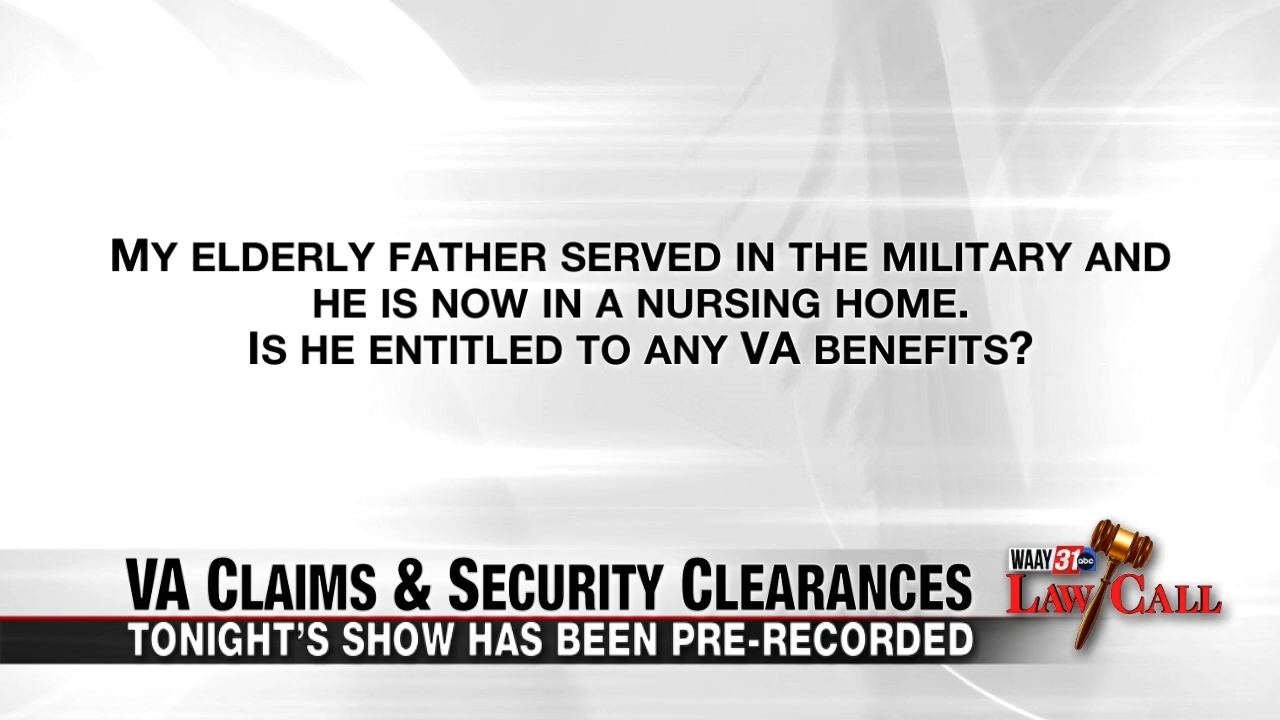 My elderly father served in the military and
he is now in a nursing home.
Is he entitled to any VA benefits?
VA Claims & Security Clearances
TONIGHT'S SHOW HAS BEEN PRE-RECORDED
WAAY 31 abc
Law Call